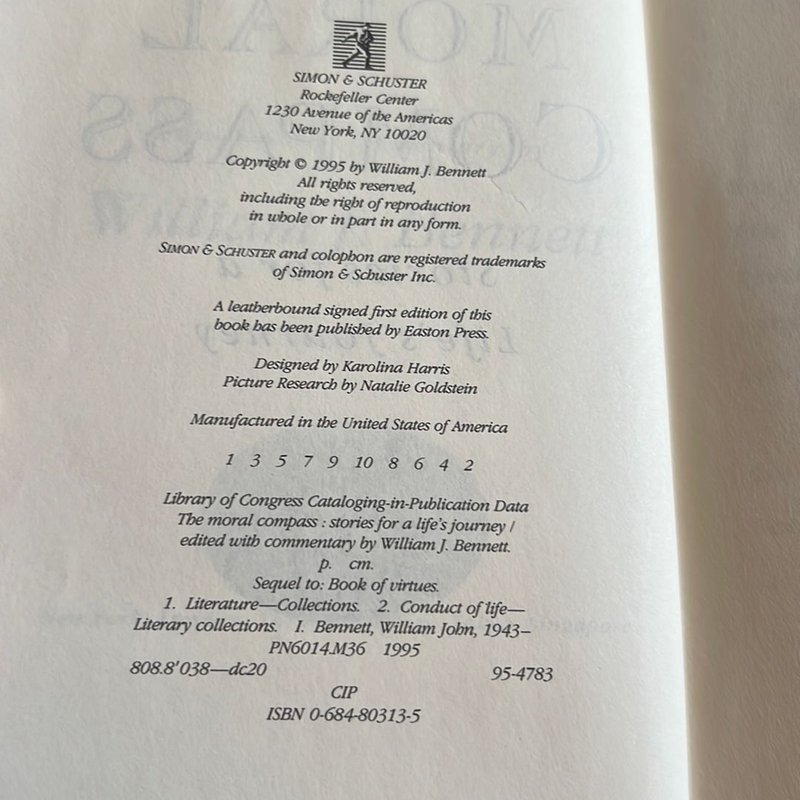 SIMON & SCHUSTER
Rockefeller Center
1230 Avenue of the Americas
New York, NY 10020
Copyright © 1995 by William J. Bennett
All rights reserved,
including the right of reproduction
in whole or in part in any form.
SIMON & SCHUSTER and colophon are registered trademarks
of Simon & Schuster Inc.
A leatherbound signed first edition of this
book has been published by Easton Press.
Designed by Karolina Harris
Picture Research by Natalie Goldstein
Manufactured in the United States of America
1 3 5 7 9 10 8 6 4 2
Library of Congress Cataloging-in-Publication Data
The moral compass : stories for a life's journey /
edited with commentary by William J. Bennett.
p. cm.
Sequel to: Book of virtues.
1. Literature—Collections. 2. Conduct of life—
Literary collections. I. Bennett, William John, 1943–
PN6014.M36 1995
808.8'038—dc20 95-4783
CIP
ISBN 0-684-80313-5